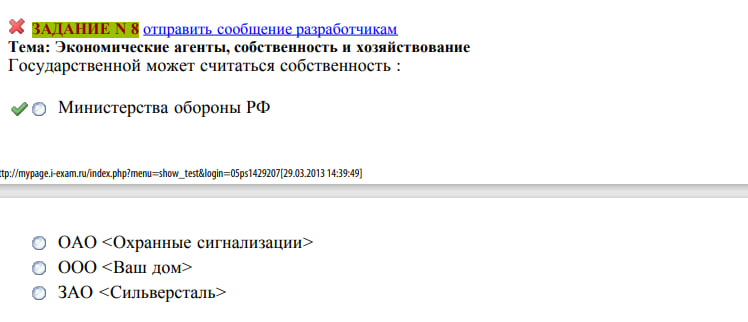 ЗАДАНИЕ N 8 отправить сообщение разработчикам
Тема: Экономические агенты, собственность и хозяйствование
Государственной может считаться собственность :
Министерства обороны РФ
ttp://mypage.i-exam.ru/index.php?menu=show_test&login=05ps1429207[29.03.2013 14:39:49]
ОАО <Охранные сигнализации>
ООО <Ваш дом>
ЗАО <Сильверсталь>